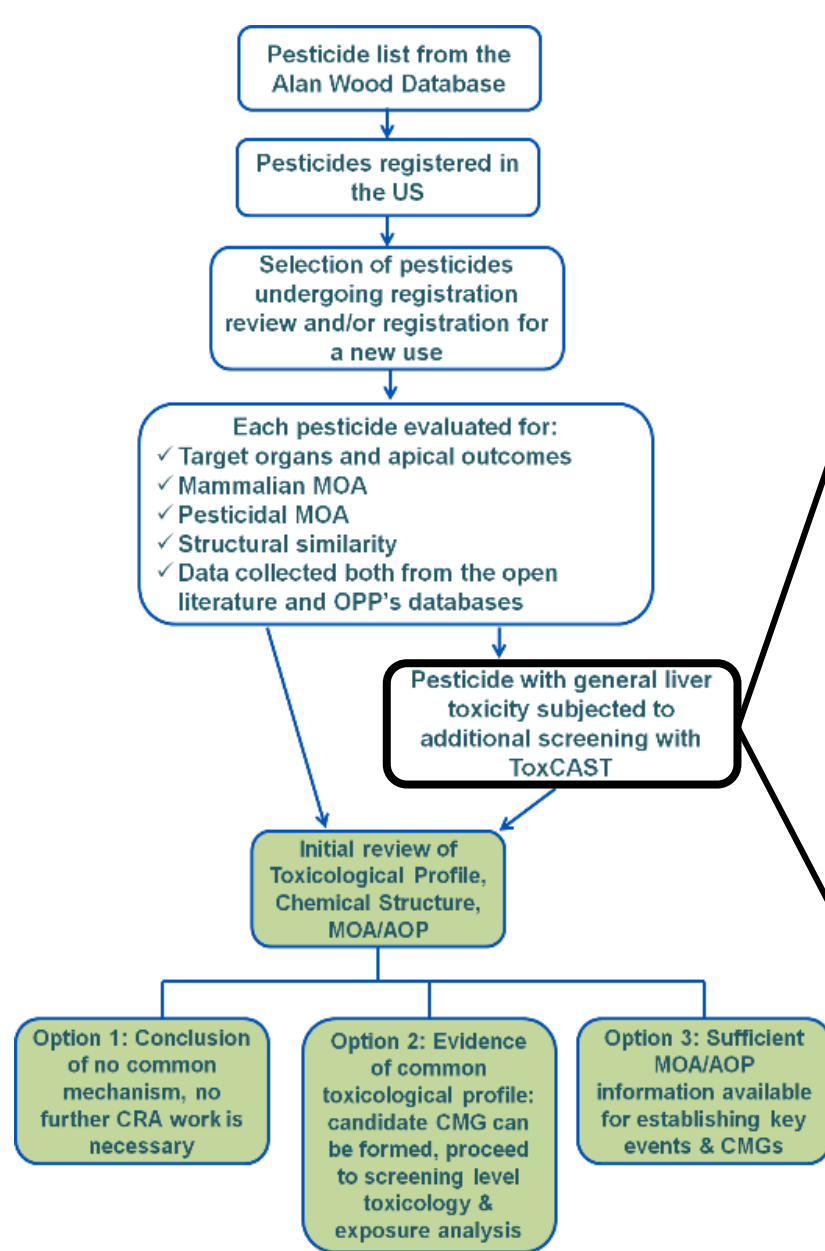 Pesticide list from the
Alan Wood Database
Pesticides registered in
the US
Selection of pesticides
undergoing registration
review and/or registration for
a new use
Each pesticide evaluated for:
✓ Target organs and apical outcomes
✓ Mammalian MOA
✓ Pesticidal MOA
✓ Structural similarity
✓ Data collected both from the open
literature and OPP's databases
Pesticide with general liver
toxicity subjected to
additional screening with
ToxCAST
Initial review of
Toxicological Profile,
Chemical Structure,
MOA/AOP
Option 1: Conclusion
of no common
mechanism, no
further CRA work is
necessary
Option 2: Evidence
of common
toxicological profile:
candidate CMG can
be formed, proceed
to screening level
toxicology &
exposure analysis
Option 3: Sufficient
MOA/AOP
information available
for establishing key
events & CMGs